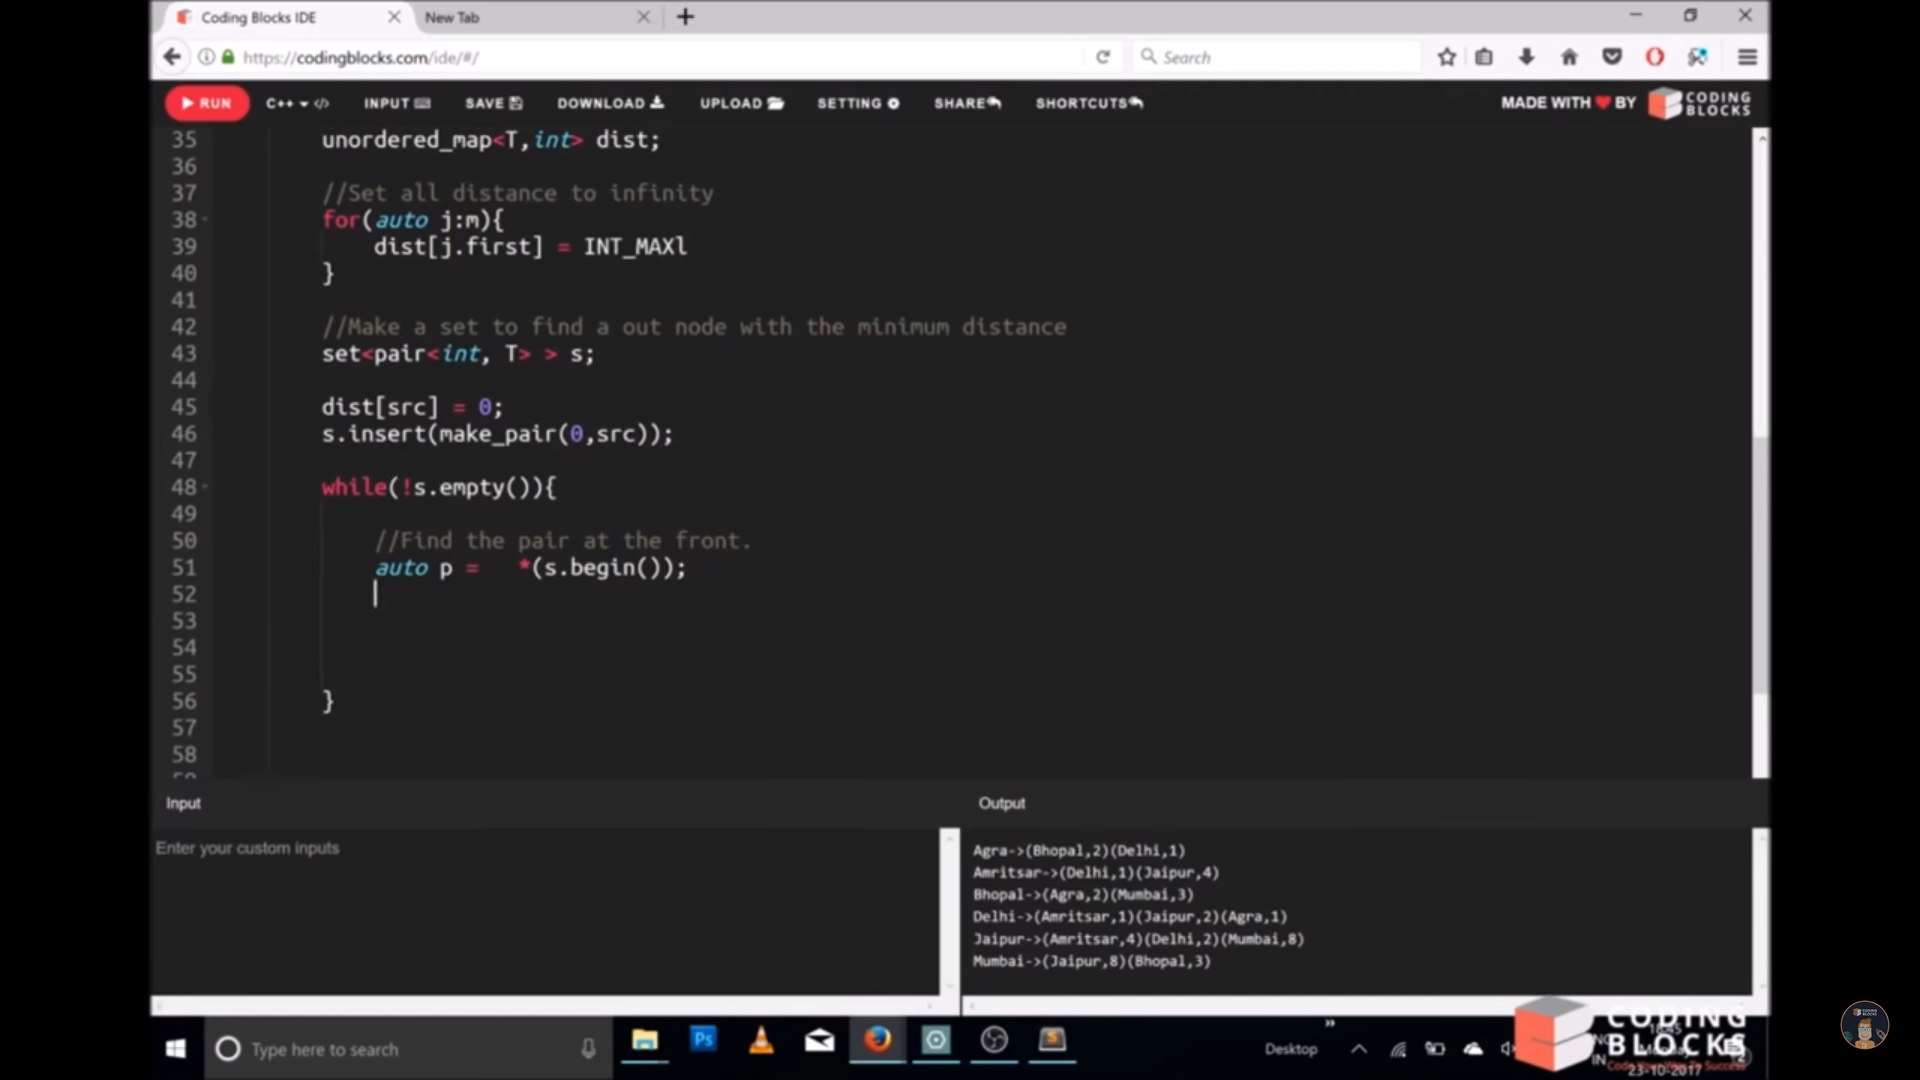 Coding Blocks IDE
New Tab
https://codingblocks.com/ide/#/
Search
RUN
C++
INPUT
SAVE
DOWNLOAD
UPLOAD
SETTING
SHARE
SHORTCUTS
MADE WITH BY
CODING BLOCKS
35 unordered_map<T,int> dist;
36
37 //Set all distance to infinity
38 for(auto j:m){
39 dist[j.first] = INT_MAXl
40 }
41
42 //Make a set to find a out node with the minimum distance
43 set<pair<int, T> > s;
44
45 dist[src] = 0;
46 s.insert(make_pair(0,src));
47
48 while(!s.empty()){
49
50 //Find the pair at the front.
51 auto p = *(s.begin());
52
53
54
55
56 }
57
58
Input
Output
Enter your custom inputs
Agra->(Bhopal,2)(Delhi,1)
Amritsar->(Delhi,1)(Jaipur,4)
Bhopal->(Agra,2)(Mumbai,3)
Delhi->(Amritsar,1)(Jaipur,2)(Agra,1)
Jaipur->(Amritsar,4)(Delhi,2)(Mumbai,8)
Mumbai->(Jaipur,8)(Bhopal,3)
Type here to search
Ps
Desktop
IN
CODING
BLOCKS
Code Your Way To Success
23-10-2017